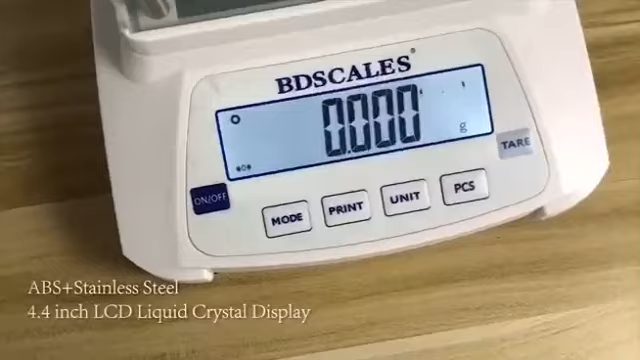 BDSCALES
0.000
g
ON/OFF
MODE
PRINT
UNIT
PCS
TARE
ABS+Stainless Steel
4.4 inch LCD Liquid Crystal Display